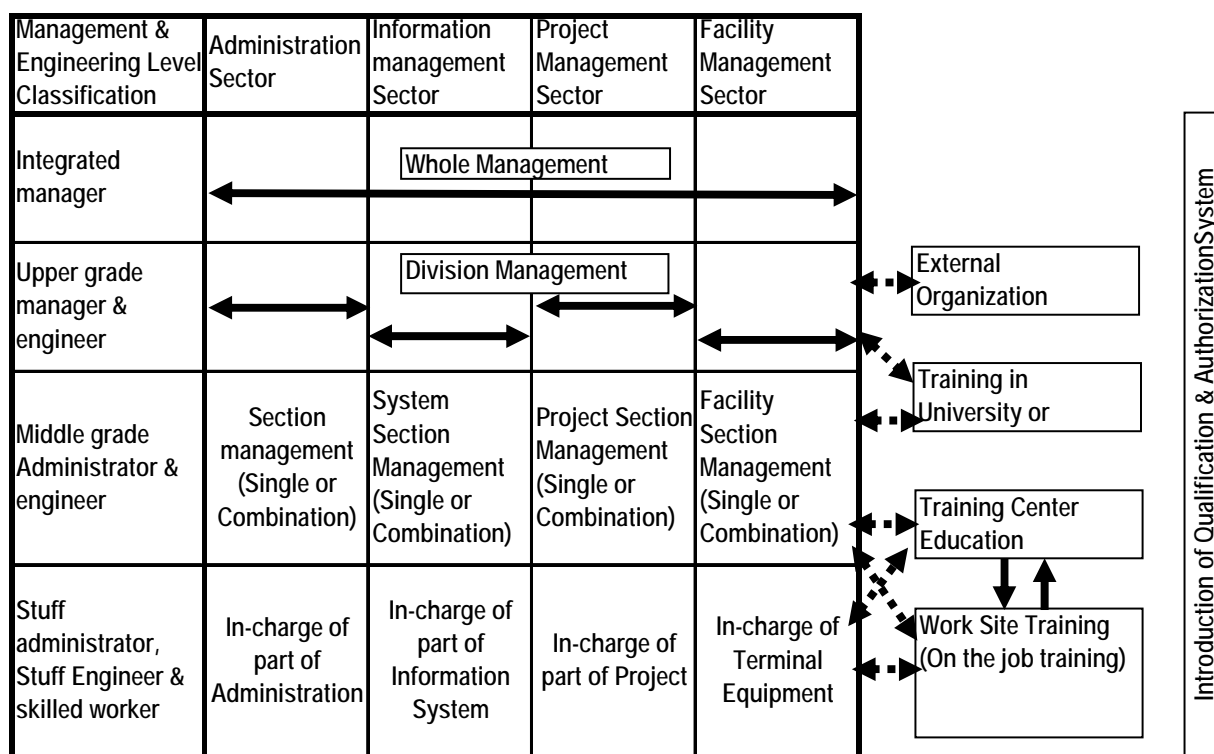 Management &
Engineering Level
Classification
Administration
Sector
Information
management
Sector
Project
Management
Sector
Facility
Management
Sector
Integrated
manager
Whole Management
Upper grade
manager &
engineer
Division Management
Middle grade
Administrator &
engineer
Section
management
(Single or
Combination)
System
Section
Management
(Single or
Combination)
Project Section
Management
(Single or
Combination)
Facility
Section
Management
(Single or
Combination)
Stuff
administrator,
Stuff Engineer &
skilled worker
In-charge of
part of
Administration
In-charge of
part of
Information
System
In-charge of
part of Project
In-charge of
Terminal
Equipment
External
Organization
Training in
University or
Training Center
Education
Work Site Training
(On the job training)
Introduction of Qualification & AuthorizationSystem